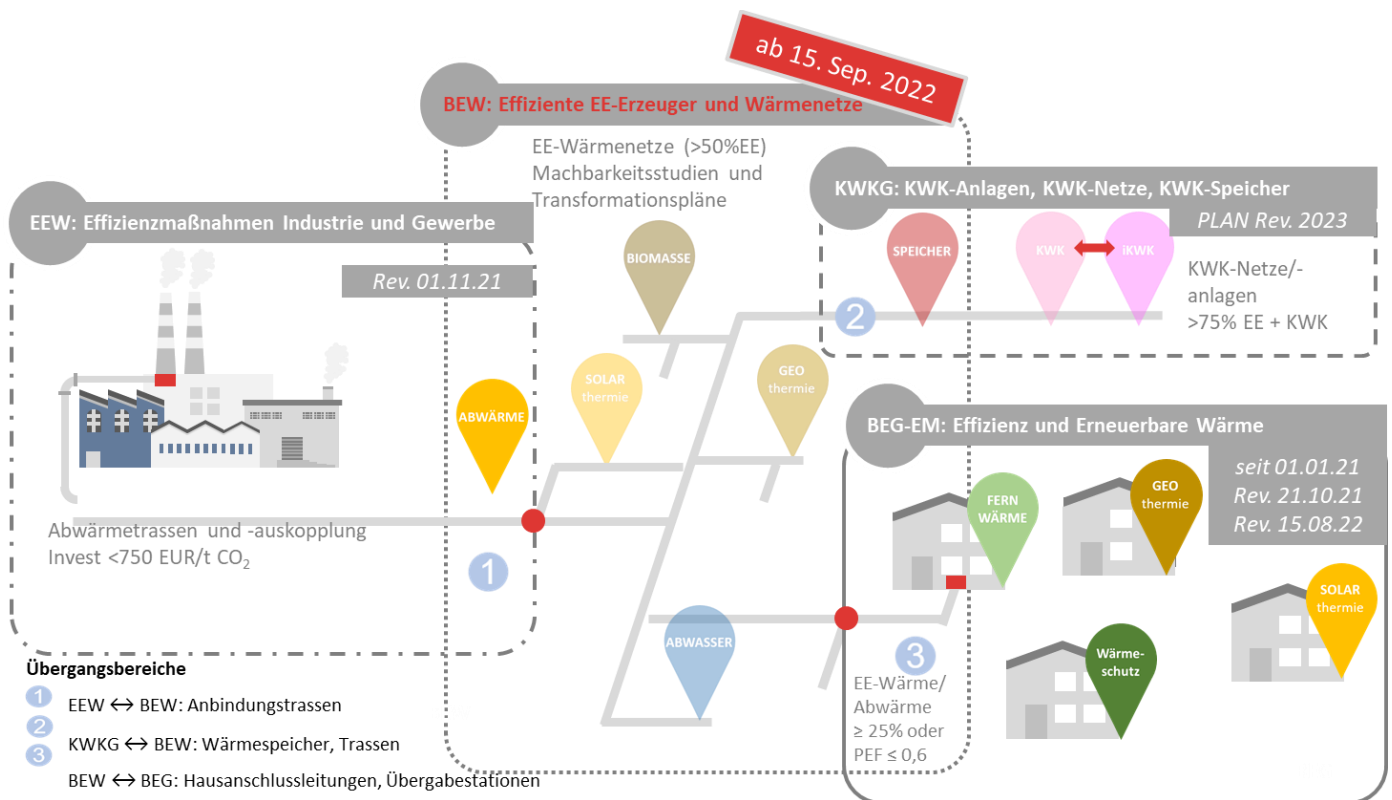 ab 15. Sep. 2022
BEW: Effiziente EE-Erzeuger und Wärmenetze
EE-Wärmenetze (>50%EE)
Machbarkeitsstudien und
Transformationspläne
KWKG: KWK-Anlagen, KWK-Netze, KWK-Speicher
PLAN Rev. 2023
EEW: Effizienzmaßnahmen Industrie und Gewerbe
Rev. 01.11.21
BIOMASSE
SPEICHER
KWK
iKWK
KWK-Netze/-
anlagen
>75% EE + KWK
2
SOLAR
thermie
GEO
thermie
ABWÄRME
BEG-EM: Effizienz und Erneuerbare Wärme
seit 01.01.21
Rev. 21.10.21
Rev. 15.08.22
FERN
WÄRME
GEO
thermie
Abwärmetrassen und -auskopplung
Invest <750 EUR/t CO₂
1
SOLAR
thermie
ABWASSER
3
Wärme-
schutz
EE-Wärme/
Abwärme
≥ 25% oder
PEF ≤ 0,6
Übergangsbereiche
1
EEW ↔ BEW: Anbindungstrassen
2
KWKG ↔ BEW: Wärmespeicher, Trassen
3
BEW ↔ BEG: Hausanschlussleitungen, Übergabestationen